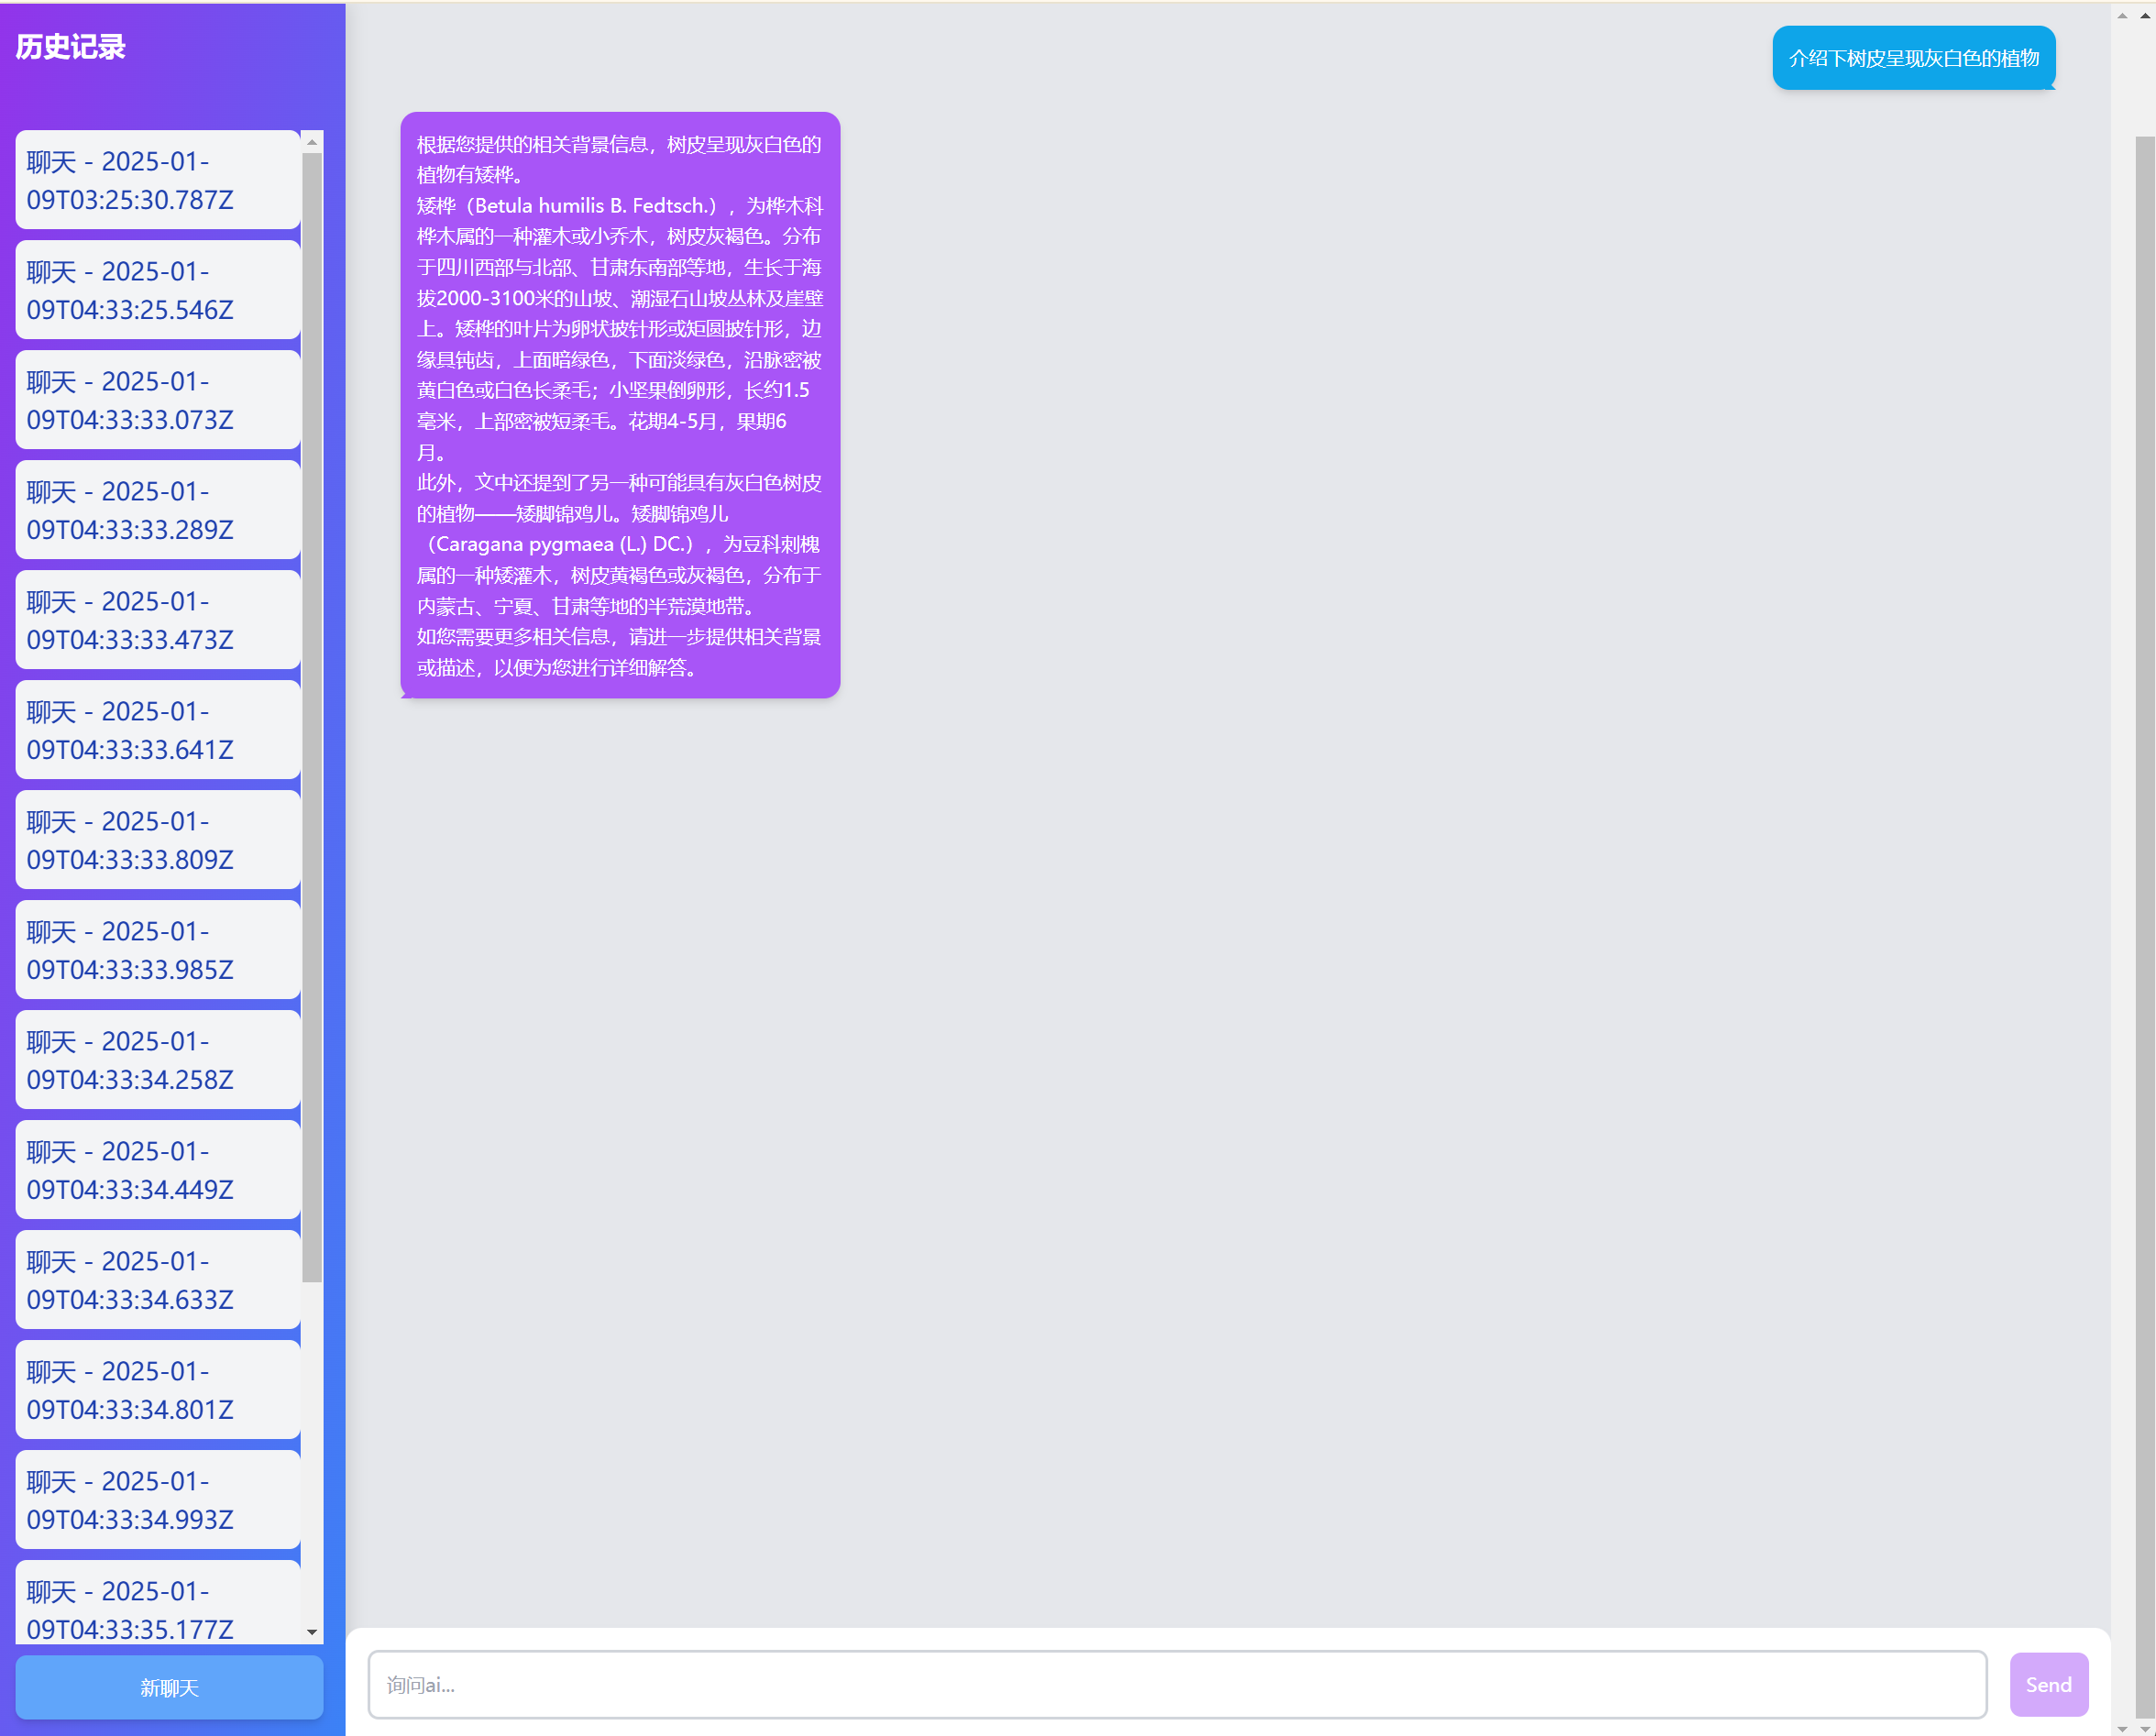 历史记录
聊天 - 2025-01-
09T03:25:30.787Z
聊天 - 2025-01-
09T04:33:25.546Z
聊天 - 2025-01-
09T04:33:33.073Z
聊天 - 2025-01-
09T04:33:33.289Z
聊天 - 2025-01-
09T04:33:33.473Z
聊天 - 2025-01-
09T04:33:33.641Z
聊天 - 2025-01-
09T04:33:33.809Z
聊天 - 2025-01-
09T04:33:33.985Z
聊天 - 2025-01-
09T04:33:34.258Z
聊天 - 2025-01-
09T04:33:34.449Z
聊天 - 2025-01-
09T04:33:34.633Z
聊天 - 2025-01-
09T04:33:34.801Z
聊天 - 2025-01-
09T04:33:34.993Z
聊天 - 2025-01-
09T04:33:35.177Z
新聊天
介绍下树皮呈现灰白色的植物
根据您提供的相关背景信息，树皮呈现灰白色的
植物有矮桦。
矮桦（Betula humilis B. Fedtsch.），为桦木科
桦木属的一种灌木或小乔木，树皮灰褐色。分布
于四川西部与北部、甘肃东南部等地，生长于海
拔2000-3100米的山坡、潮湿石山坡丛林及崖壁
上。矮桦的叶片为卵状披针形或矩圆披针形，边
缘具钝齿，上面暗绿色，下面淡绿色，沿脉密被
黄白色或白色长柔毛；小坚果倒卵形，长约1.5
毫米，上部密被短柔毛。花期4-5月，果期6
月。
此外，文中还提到了另一种可能具有灰白色树皮
的植物——矮脚锦鸡儿。矮脚锦鸡儿
（Caragana pygmaea (L.) DC.），为豆科刺槐
属的一种矮灌木，树皮黄褐色或灰褐色，分布于
内蒙古、宁夏、甘肃等地的半荒漠地带。
如您需要更多相关信息，请进一步提供相关背景
或描述，以便为您进行详细解答。
询问ai...
Send